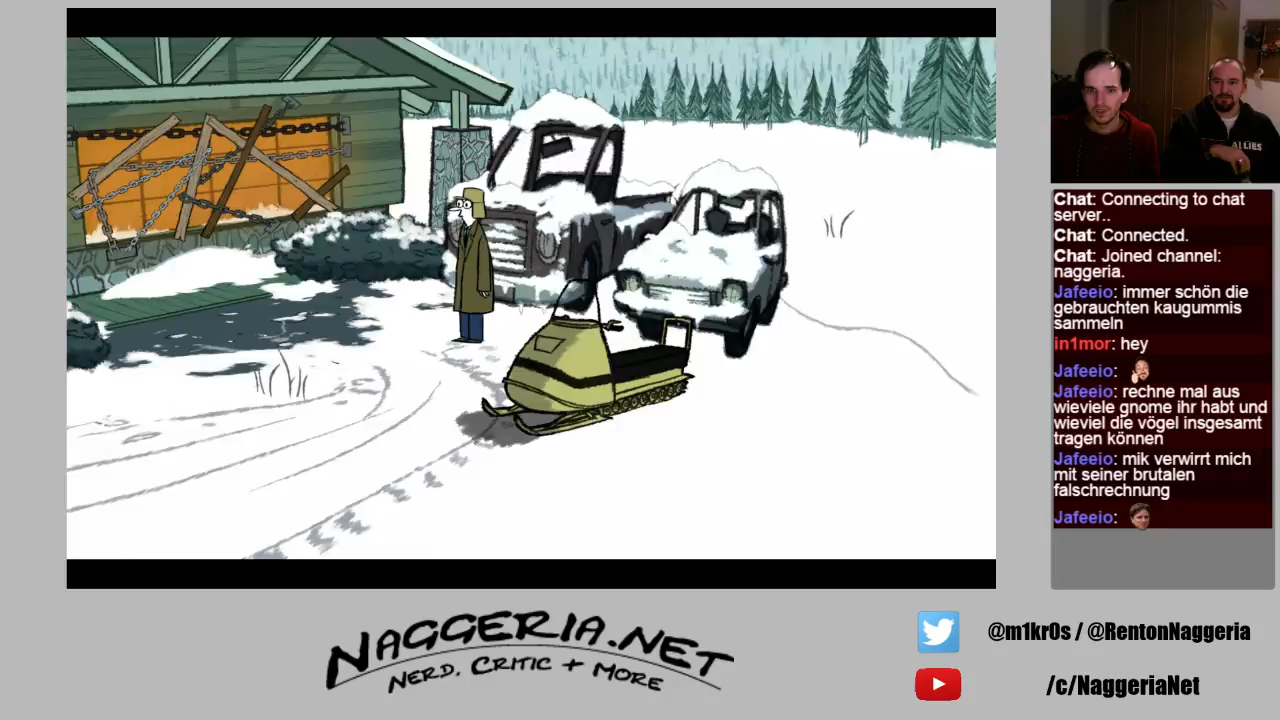 ALLIES
Chat: Connecting to chat
server..
Chat: Connected.
Chat: Joined channel:
naggeria.
Jafeeio: immer schön die
gebrauchten kaugummis
sammeln
in1mor: hey
Jafeeio:
Jafeeio: rechne mal aus
wieviele gnome ihr habt und
wieviel die vögel insgesamt
tragen können
Jafeeio: mik verwirrt mich
mit seiner brutalen
falschrechnung
Jafeeio:
NAGGERIA.NET
NERD, CRITIC + MORE
@m1kr0s / @RentonNaggeria
/c/NaggeriaNet